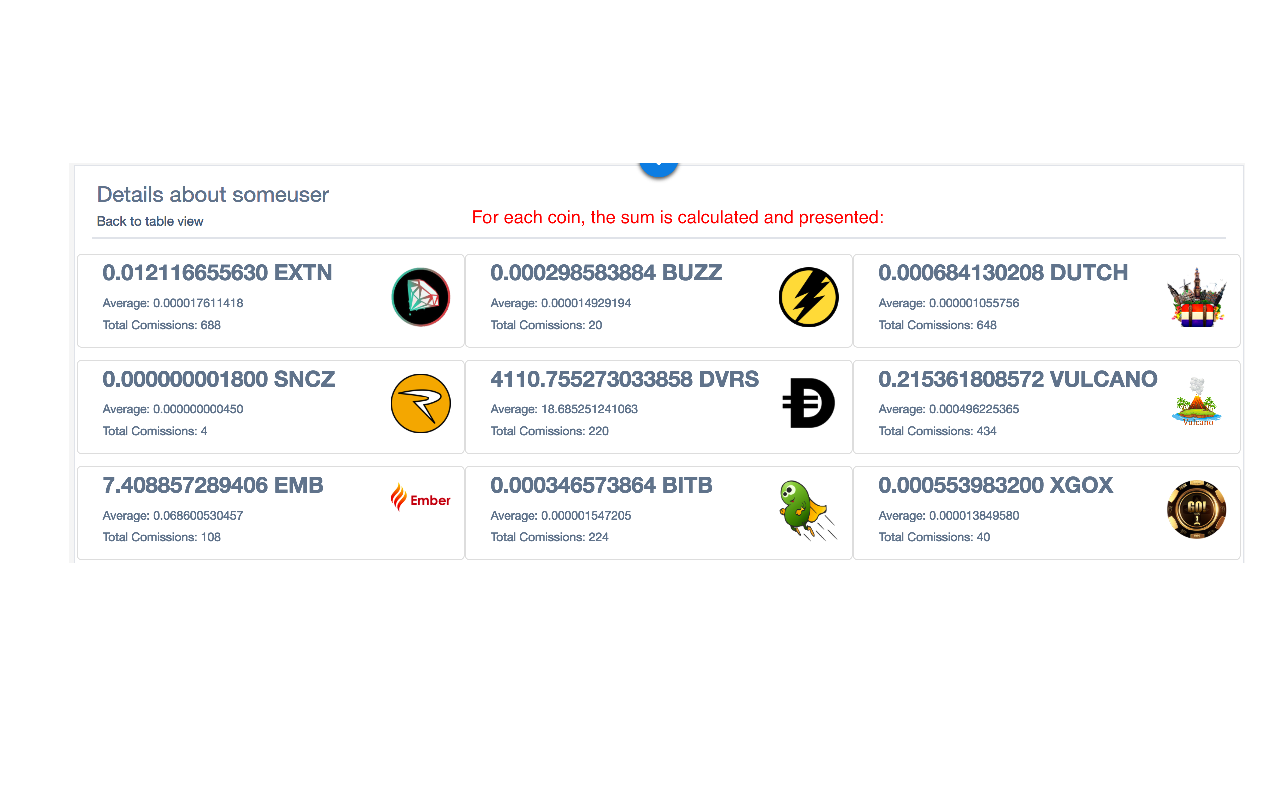 Details about someuser
Back to table view
For each coin, the sum is calculated and presented:
0.012116655630 EXTN
Average: 0.000017611418
Total Comissions: 688
0.000298583884 BUZZ
Average: 0.000014929194
Total Comissions: 20
0.000684130208 DUTCH
Average: 0.000001055756
Total Comissions: 648
0.000000001800 SNCZ
Average: 0.000000000450
Total Comissions: 4
4110.755273033858 DVRS
Average: 18.685251241063
Total Comissions: 220
0.215361808572 VULCANO
Average: 0.000496225365
Total Comissions: 434
Vulcano
7.408857289406 EMB
Average: 0.068600530457
Total Comissions: 108
Ember
0.000346573864 BITB
Average: 0.000001547205
Total Comissions: 224
0.000553983200 XGOX
Average: 0.000013849580
Total Comissions: 40
GO!